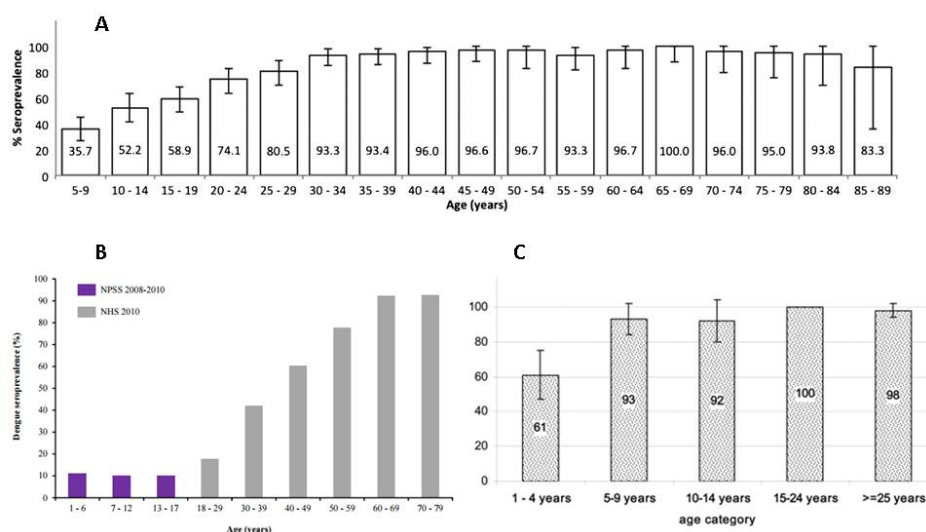 A
% Seroprevalence
100
80
60
40
20
0
35.7 52.2 58.9 74.1 80.5 93.3 93.4 96.0 96.6 96.7 93.3 96.7 100.0 96.0 95.0 93.8 83.3
5-9 10 - 14 15 - 19 20 - 24 25 - 29 30 - 34 35 - 39 40 - 44 45 - 49 50 - 54 55 - 59 60 - 64 65 - 69 70 - 74 75 - 79 80 - 84 85 - 89
Age (years)
B
NPSS 2008-2010
NHS 2010
Dengue seroprevalence (%)
100
90
80
70
60
50
40
30
20
10
0
1 - 6 7 - 12 13 - 17 18 - 29 30 - 39 40 - 49 50 - 59 60 - 69 70 - 79
Age (years)
C
100
80
60
40
20
0
61 93 92 100 98
1 - 4 years 5-9 years 10-14 years 15-24 years >=25 years
age category